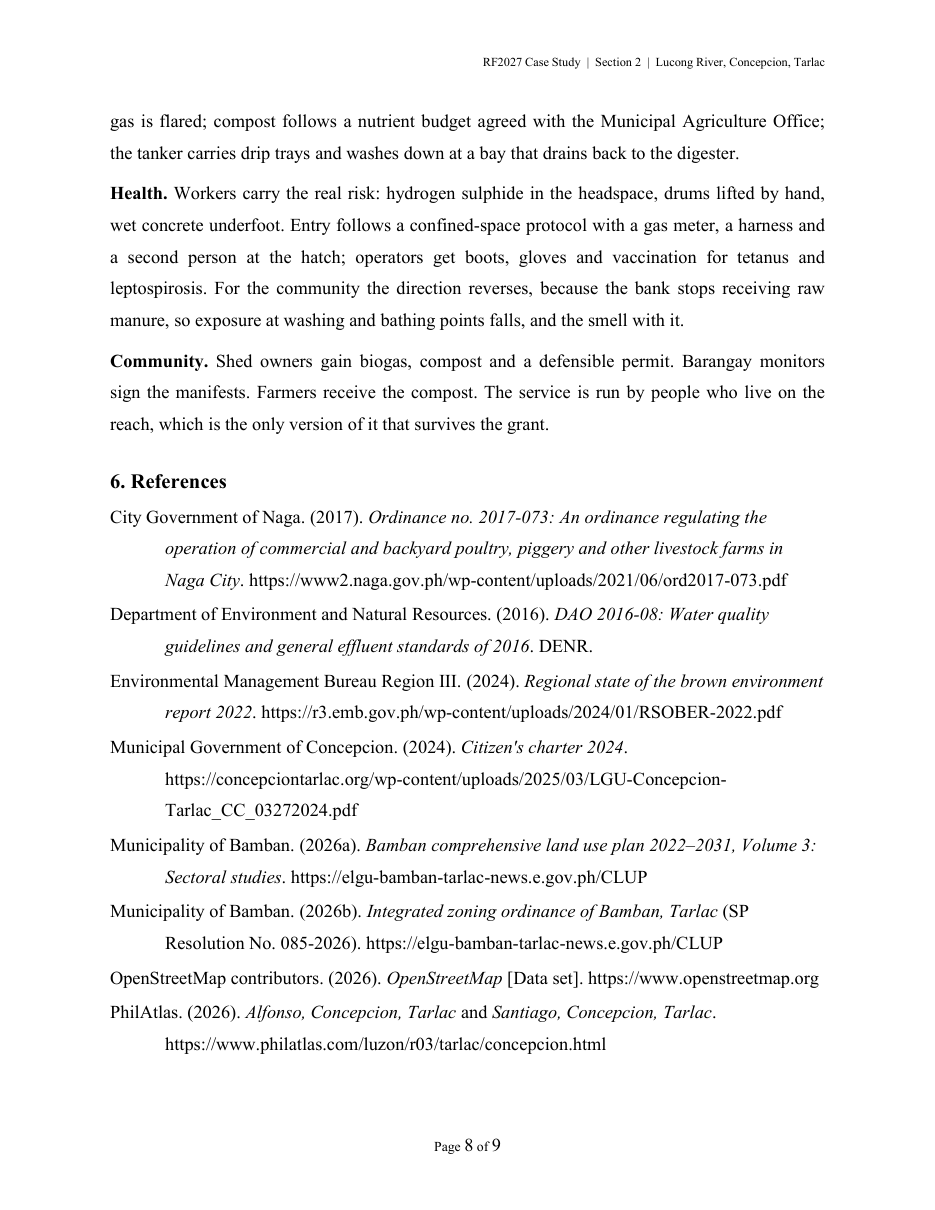 RF2027 Case Study | Section 2 | Lucong River, Concepcion, Tarlac
gas is flared; compost follows a nutrient budget agreed with the Municipal Agriculture Office;
the tanker carries drip trays and washes down at a bay that drains back to the digester.
Health. Workers carry the real risk: hydrogen sulphide in the headspace, drums lifted by hand,
wet concrete underfoot. Entry follows a confined-space protocol with a gas meter, a harness and
a second person at the hatch; operators get boots, gloves and vaccination for tetanus and
leptospirosis. For the community the direction reverses, because the bank stops receiving raw
manure, so exposure at washing and bathing points falls, and the smell with it.
Community. Shed owners gain biogas, compost and a defensible permit. Barangay monitors
sign the manifests. Farmers receive the compost. The service is run by people who live on the
reach, which is the only version of it that survives the grant.
6. References
City Government of Naga. (2017). Ordinance no. 2017-073: An ordinance regulating the
operation of commercial and backyard poultry, piggery and other livestock farms in
Naga City. https://www2.naga.gov.ph/wp-content/uploads/2021/06/ord2017-073.pdf
Department of Environment and Natural Resources. (2016). DAO 2016-08: Water quality
guidelines and general effluent standards of 2016. DENR.
Environmental Management Bureau Region III. (2024). Regional state of the brown environment
report 2022. https://r3.emb.gov.ph/wp-content/uploads/2024/01/RSOBER-2022.pdf
Municipal Government of Concepcion. (2024). Citizen's charter 2024.
https://concepciontarlac.org/wp-content/uploads/2025/03/LGU-Concepcion-
Tarlac_CC_03272024.pdf
Municipality of Bamban. (2026a). Bamban comprehensive land use plan 2022–2031, Volume 3:
Sectoral studies. https://elgu-bamban-tarlac-news.e.gov.ph/CLUP
Municipality of Bamban. (2026b). Integrated zoning ordinance of Bamban, Tarlac (SP
Resolution No. 085-2026). https://elgu-bamban-tarlac-news.e.gov.ph/CLUP
OpenStreetMap contributors. (2026). OpenStreetMap [Data set]. https://www.openstreetmap.org
PhilAtlas. (2026). Alfonso, Concepcion, Tarlac and Santiago, Concepcion, Tarlac.
https://www.philatlas.com/luzon/r03/tarlac/concepcion.html
Page 8 of 9